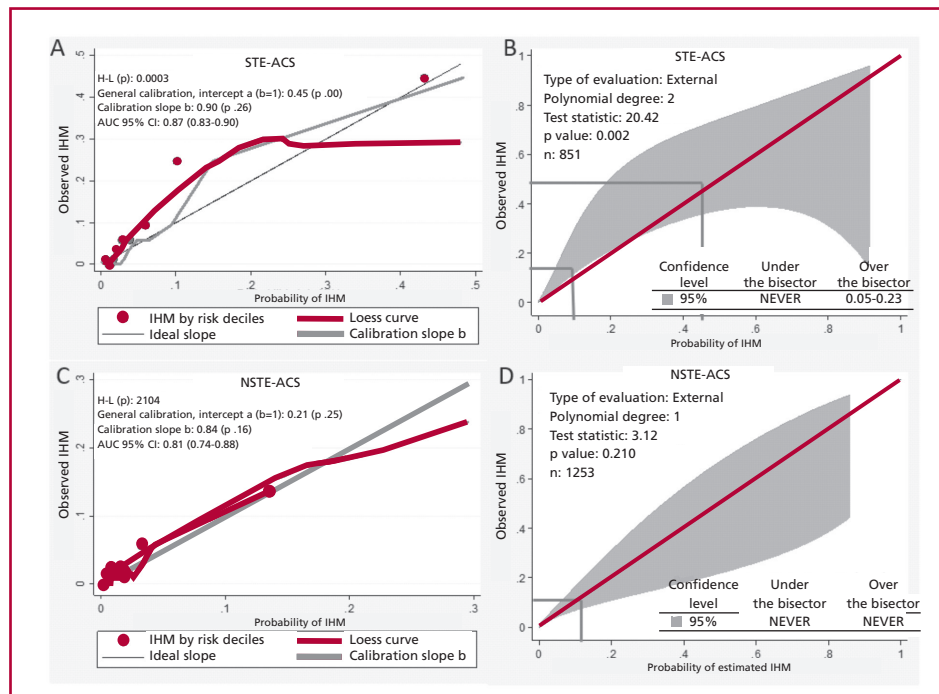 A
STE-ACS
H-L (p): 0.0003
General calibration, intercept a (b=1): 0.45 (p .00)
Calibration slope b: 0.90 (p .26)
AUC 95% CI: 0.87 (0.83-0.90)
Observed IHM
.5
.4
.3
.2
.1
0
0
.1
.2
.3
.4
.5
Probability of IHM
IHM by risk deciles
Loess curve
Ideal slope
Calibration slope b
B
STE-ACS
Type of evaluation: External
Polynomial degree: 2
Test statistic: 20.42
p value: 0.002
n: 851
Observed IHM
1
.8
.6
.4
.2
0
Confidence level
Under the bisector
Over the bisector
95%
NEVER
0.05-0.23
0
.2
.4
.6
.8
1
Probability of IHM
C
NSTE-ACS
H-L (p): 2104
General calibration, intercept a (b=1): 0.21 (p .25)
Calibration slope b: 0.84 (p .16)
AUC 95% CI: 0.81 (0.74-0.88)
Observed IHM
.3
.2
.1
0
0
.1
.2
0.3
Probability of IHM
IHM by risk deciles
Loess curve
Ideal slope
Calibration slope b
D
NSTE-ACS
Type of evaluation: External
Polynomial degree: 1
Test statistic: 3.12
p value: 0.210
n: 1253
Observed IHM
1
.8
.6
.4
.2
0
Confidence level
Under the bisector
Over the bisector
95%
NEVER
NEVER
0
.2
.4
.6
.8
1
Probability of estimated IHM